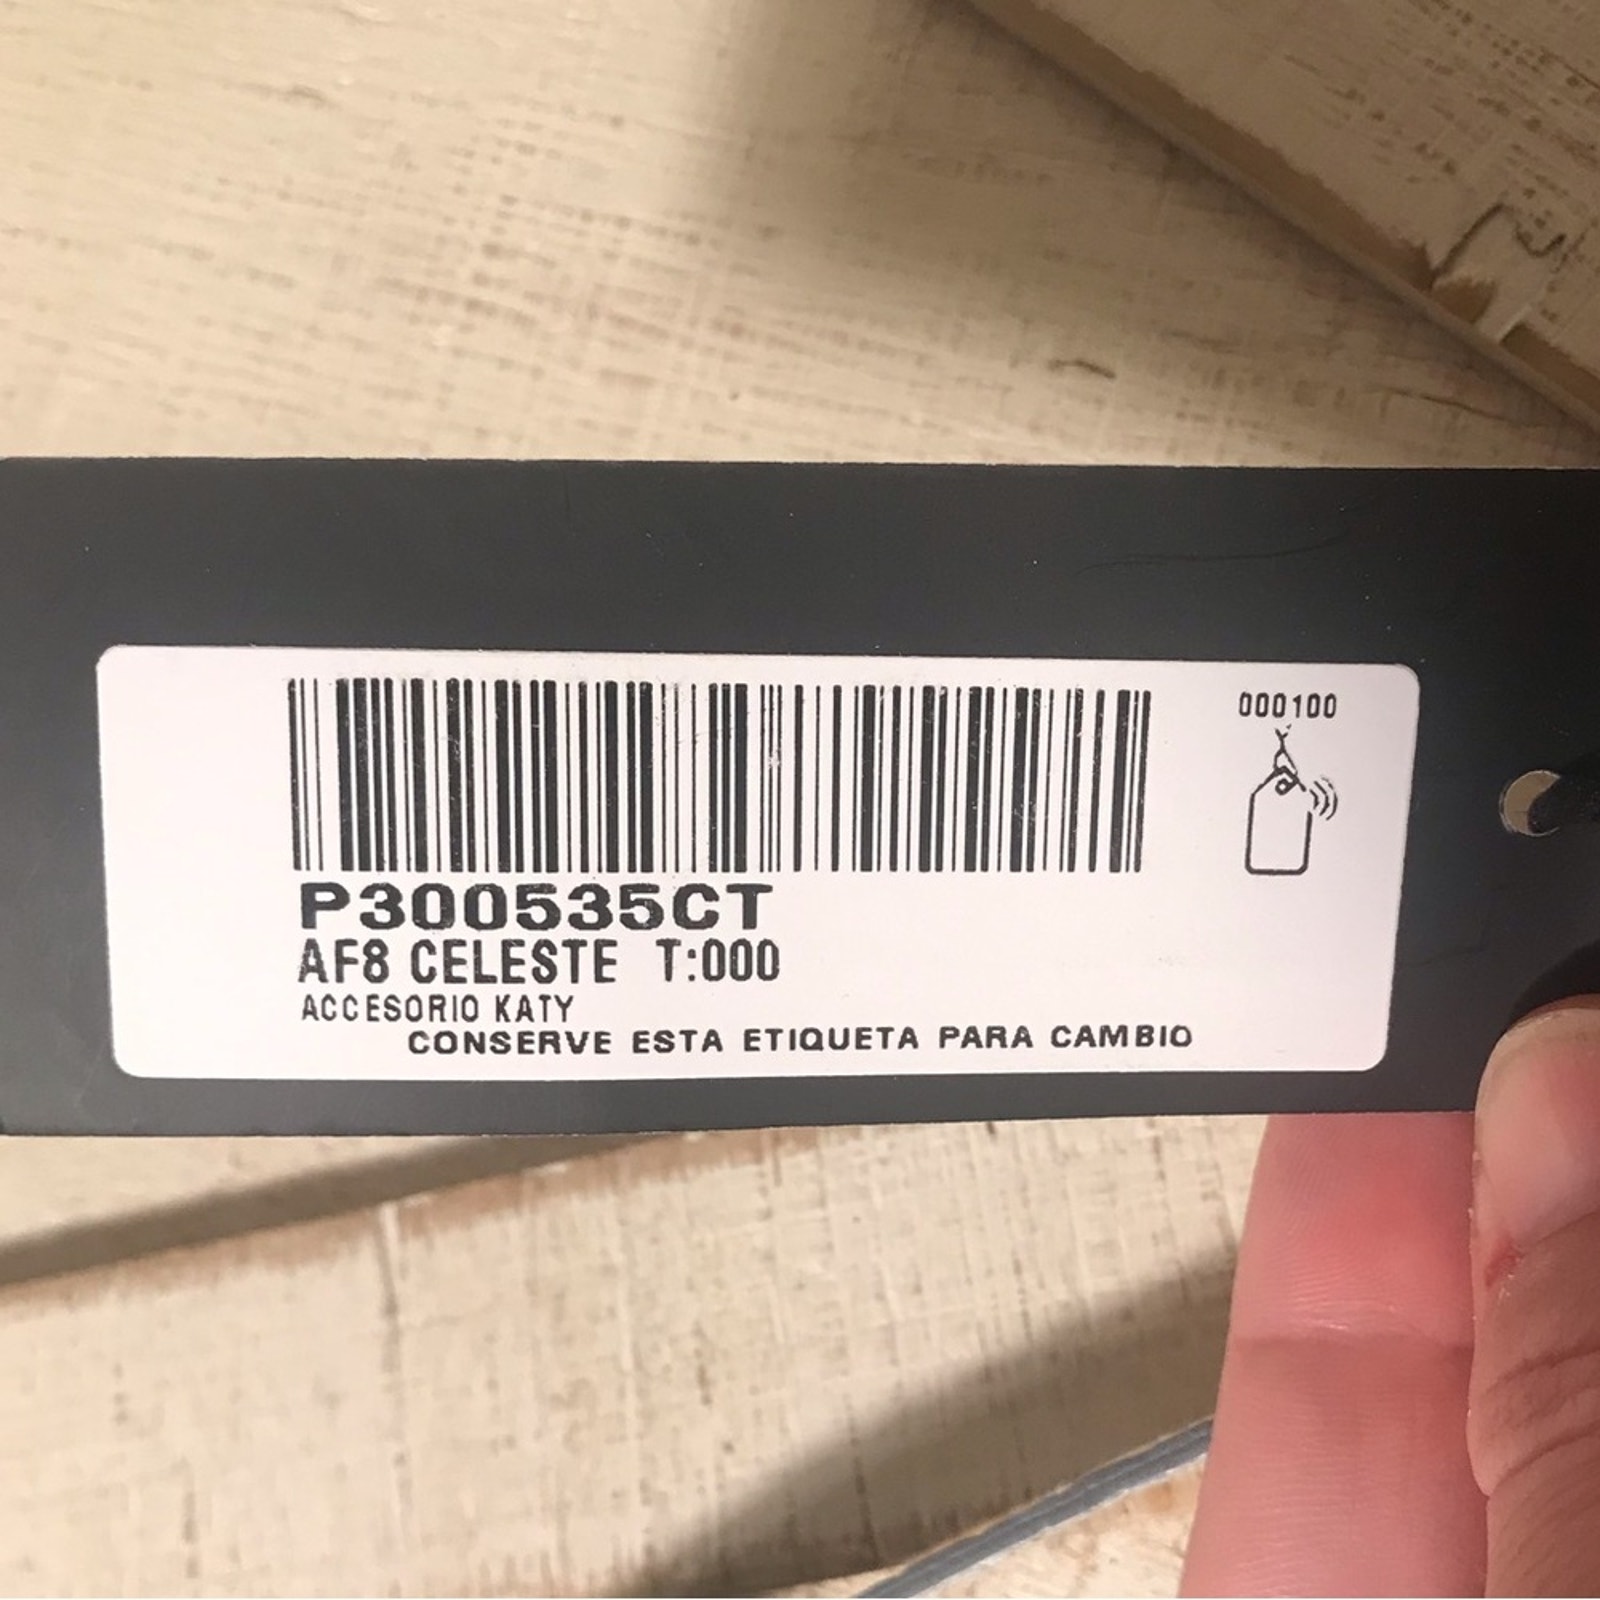 000100
P300535CT
AF8 CELESTE T:000
ACCESORIO KATY
CONSERVE ESTA ETIQUETA PARA CAMBIO